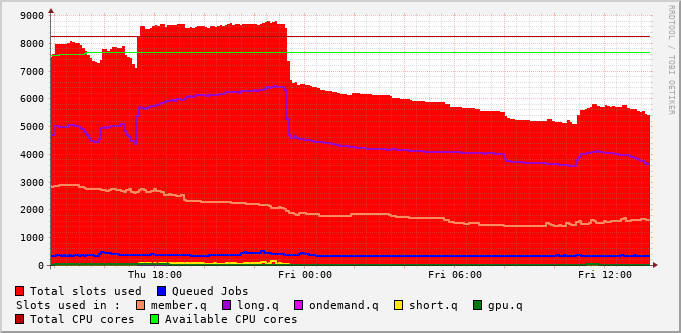 9000
8000
7000
6000
5000
4000
3000
2000
1000
0
Thu 18:00 Fri 00:00 Fri 06:00 Fri 12:00
RRDTOOL / TOBI OETIKER
Total slots used Queued Jobs
Slots used in : member.q long.q ondemand.q short.q gpu.q
Total CPU cores Available CPU cores